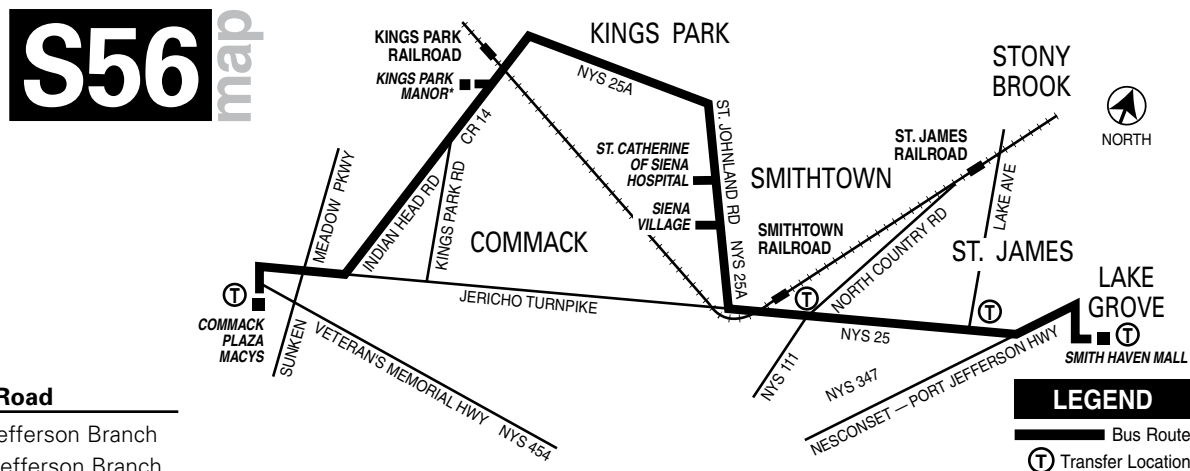 S56
map
KINGS PARK
RAILROAD
KINGS PARK
MANOR*
KINGS PARK
NYS 25A
STONY
BROOK
NORTH
CR 14
ST. JOHNLAND RD
NYS 25A
ST. CATHERINE
OF SIENA
HOSPITAL
SIENA
VILLAGE
SMITHTOWN
ST. JAMES
RAILROAD
SMITHTOWN
RAILROAD
LAKE AVE
NORTH COUNTRY RD
ST. JAMES
MEADOW PKWY
INDIAN HEAD RD
KINGS PARK RD
COMMACK
JERICHO TURNPIKE
LAKE
GROVE
T
T
T
T
COMMACK
PLAZA
MACYS
SUNKEN
VETERAN'S MEMORIAL HWY NYS 454
NYS 25
NYS 111
NYS 347
NESCONSET — PORT JEFFERSON HWY
SMITH HAVEN MALL
Road
efferson Branch
efferson Branch
LEGEND
Bus Route
T Transfer Location